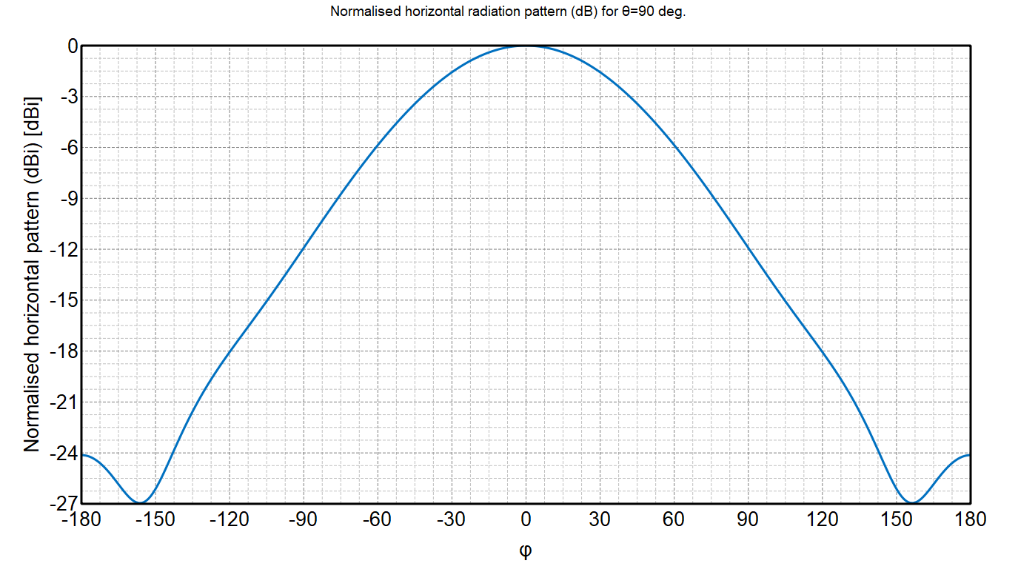 Normalised horizontal radiation pattern (dB) for θ=90 deg.
Normalised horizontal pattern (dBi) [dBi]
0
-3
-6
-9
-12
-15
-18
-21
-24
-27
-180 -150 -120 -90 -60 -30 0 30 60 90 120 150 180
φ